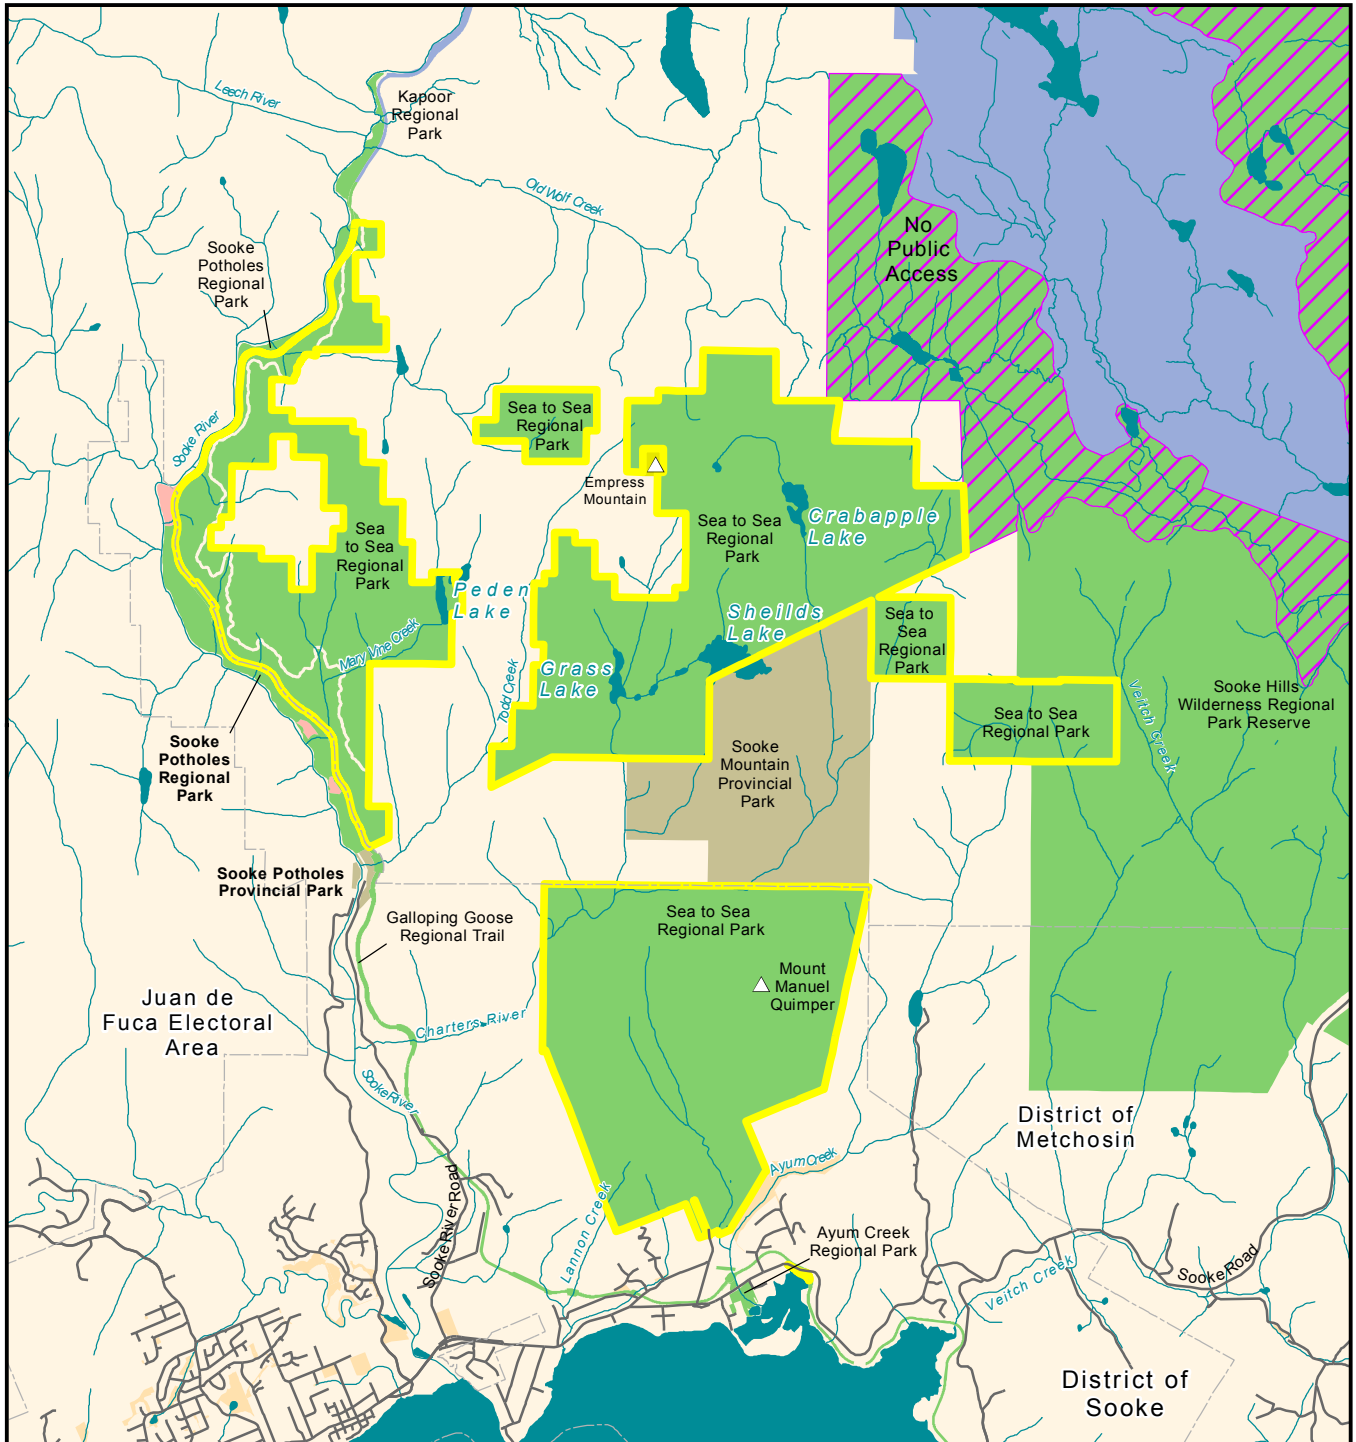 Leech River
Kapoor
Regional
Park
Old Wolf Creek
No
Public
Access
Sooke
Potholes
Regional
Park
Sooke River
Sea to Sea
Regional
Park
Empress
Mountain
Sea to Sea
Regional
Park
Crabapple
Lake
Sea
to Sea
Regional
Park
Peden
Lake
Sheilds
Lake
Sea to
Sea
Regional
Park
Mary Vine Creek
Grass
Lake
Todd Creek
Veitch Creek
Sooke Hills
Wilderness Regional
Park Reserve
Sea to Sea
Regional Park
Sooke
Potholes
Regional
Park
Sooke
Mountain
Provincial
Park
Sooke Potholes
Provincial Park
Galloping Goose
Regional Trail
Sea to Sea
Regional Park
Mount
Manuel
Quimper
Juan de
Fuca Electoral
Area
Charters River
Sooke River
District of
Metchosin
Ayum Creek
Sooke River Road
Lannon Creek
Ayum Creek
Regional Park
Veitch Creek
Sooke Road
District of
Sooke